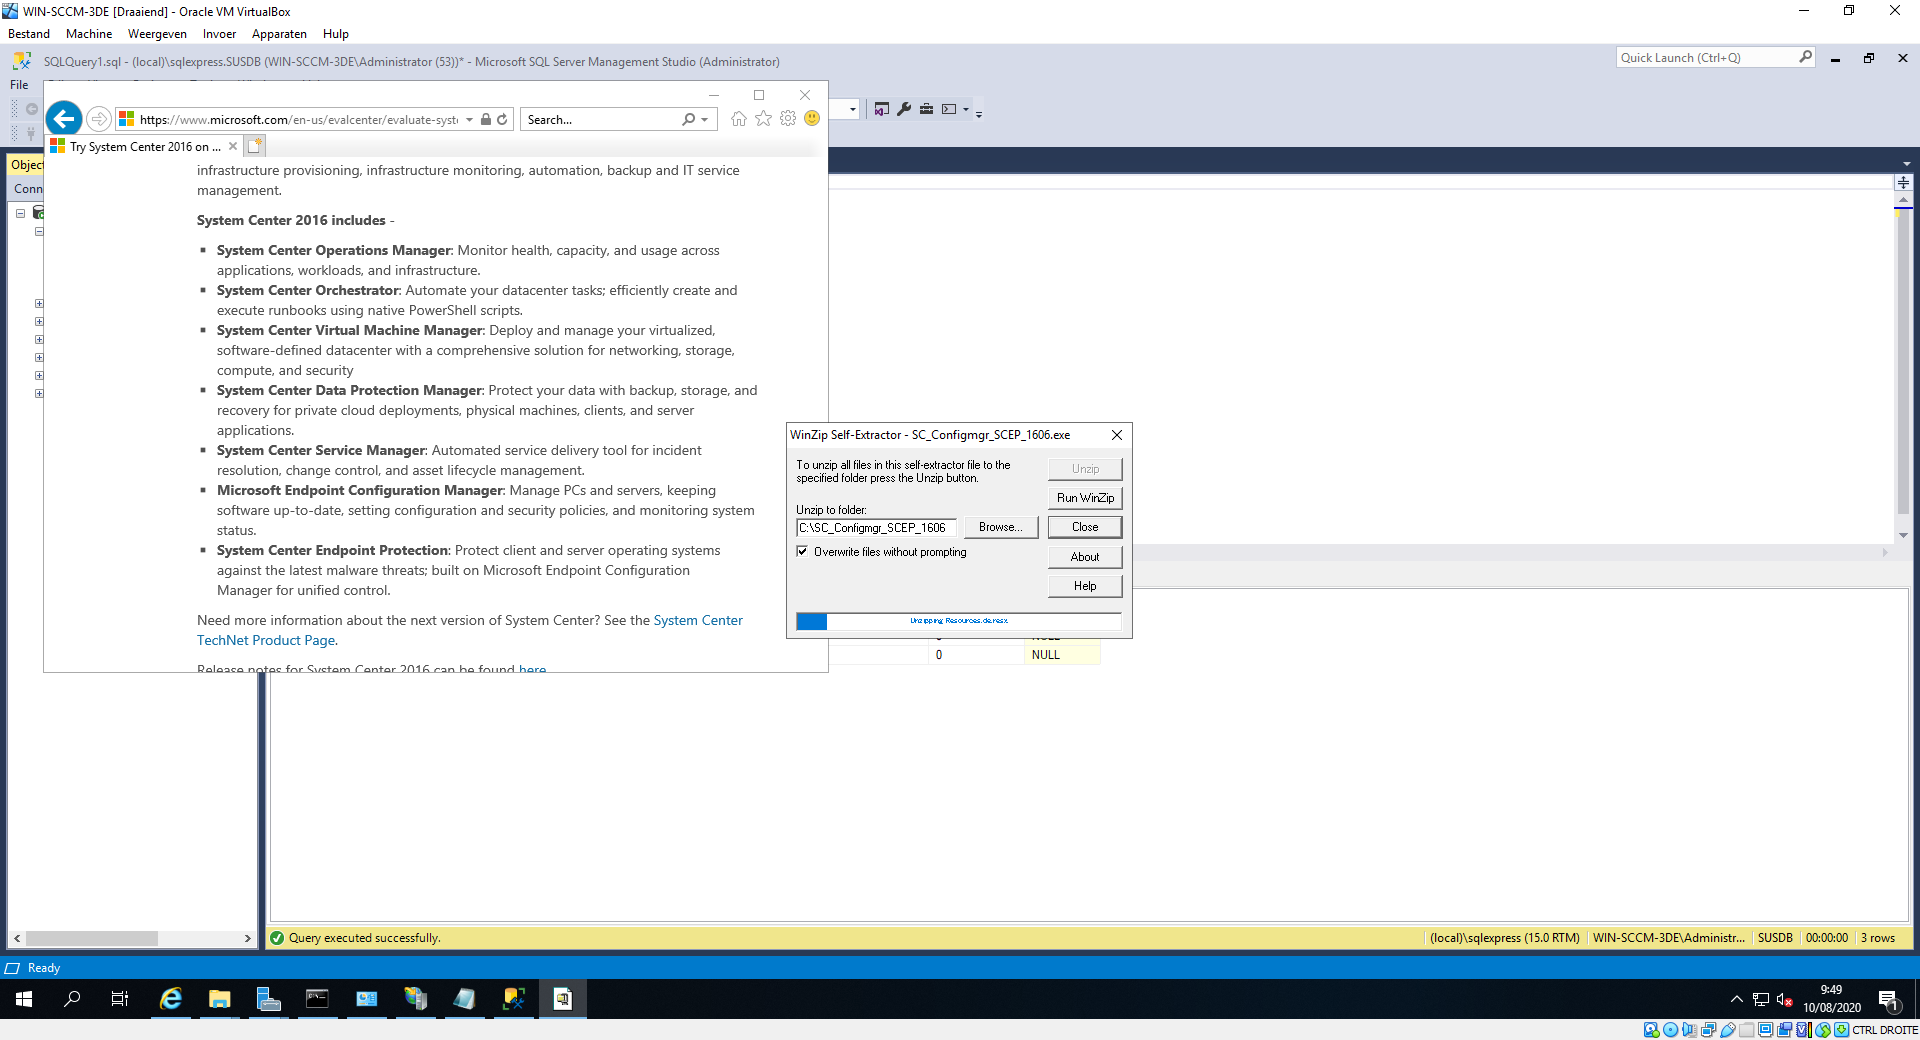 WIN-SCCM-3DE [Draaiend] - Oracle VM VirtualBox
Bestand Machine Weergeven Invoer Apparaten Hulp
SQLQuery1.sql - (local)\sqlexpress.SUSDB (WIN-SCCM-3DE\Administrator (53))* - Microsoft SQL Server Management Studio (Administrator)
Quick Launch (Ctrl+Q)
File
https://www.microsoft.com/en-us/evalcenter/evaluate-syst
Search...
Try System Center 2016 on ...
Object
Conn
infrastructure provisioning, infrastructure monitoring, automation, backup and IT service
management.
System Center 2016 includes -
System Center Operations Manager: Monitor health, capacity, and usage across
applications, workloads, and infrastructure.
System Center Orchestrator: Automate your datacenter tasks; efficiently create and
execute runbooks using native PowerShell scripts.
System Center Virtual Machine Manager: Deploy and manage your virtualized,
software-defined datacenter with a comprehensive solution for networking, storage,
compute, and security
System Center Data Protection Manager: Protect your data with backup, storage, and
recovery for private cloud deployments, physical machines, clients, and server
applications.
System Center Service Manager: Automated service delivery tool for incident
resolution, change control, and asset lifecycle management.
Microsoft Endpoint Configuration Manager: Manage PCs and servers, keeping
software up-to-date, setting configuration and security policies, and monitoring system
status.
System Center Endpoint Protection: Protect client and server operating systems
against the latest malware threats; built on Microsoft Endpoint Configuration
Manager for unified control.
Need more information about the next version of System Center? See the System Center
TechNet Product Page.
Release notes for System Center 2016 can be found here
WinZip Self-Extractor - SC_Configmgr_SCEP_1606.exe
To unzip all files in this self-extractor file to the
specified folder press the Unzip button.
Unzip to folder:
C:\SC_Configmgr_SCEP_1606
Browse...
Overwrite files without prompting
Unzip
Run WinZip
Close
About
Help
Unzipping Resources.de.resx
0 NULL
Query executed successfully.
(local)\sqlexpress (15.0 RTM) WIN-SCCM-3DE\Administr... SUSDB 00:00:00 3 rows
Ready
9:49
10/08/2020
1
CTRL DROITE